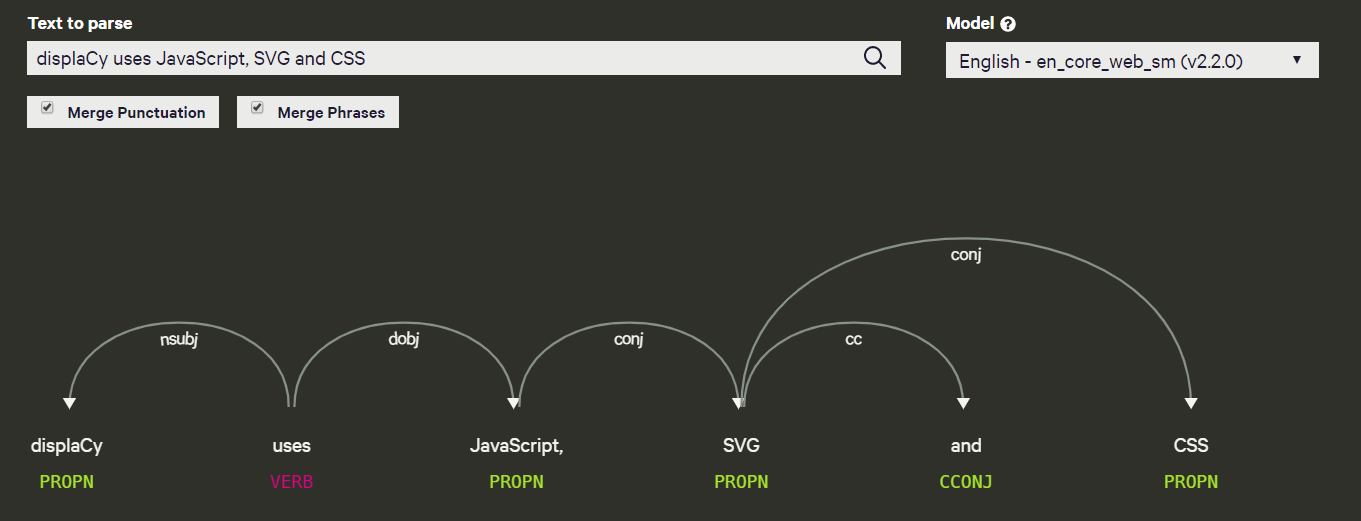 Text to parse
Model ?
displaCy uses JavaScript, SVG and CSS
English - en_core_web_sm (v2.2.0)
Merge Punctuation
Merge Phrases
conj
nsubj
dobj
conj
cc
displaCy uses JavaScript, SVG and CSS
PROPN VERB PROPN PROPN CCONJ PROPN